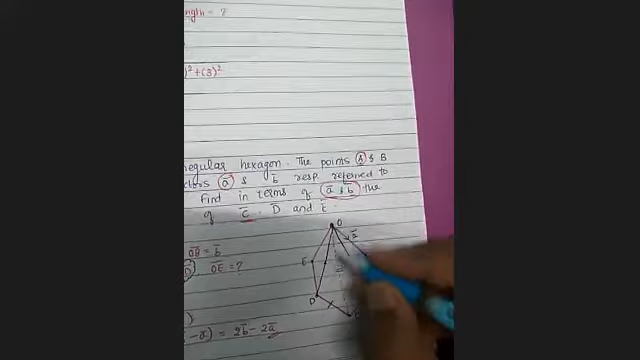 ngth = ?
)² + (3)²
regular hexagon. The points A & B
ctors a̅ & b̅ resp. referred to
Find in terms of a̅ & b̅ the
of C̅, D̅ and E̅.
OB̅ = b̅
OE̅ = ?
O
a̅
E
D
)
- a̅) = 2b̅ - 2a̅